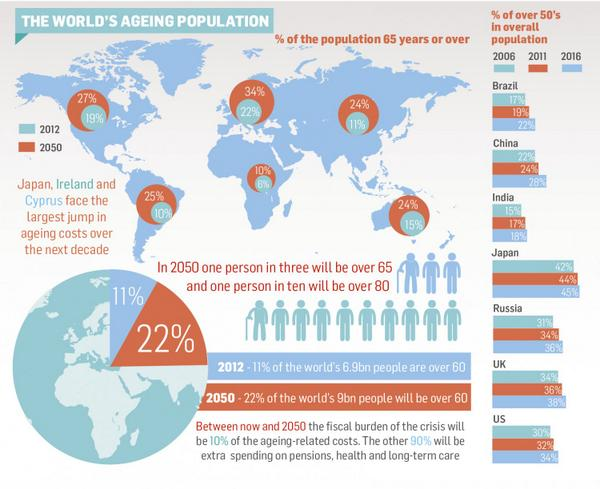 THE WORLD'S AGEING POPULATION
% of the population 65 years or over
27%
19%
34%
22%
24%
11%
2012
2050
10%
6%
25%
10%
24%
15%
Japan, Ireland and
Cyprus face the
largest jump in
ageing costs over
the next decade
In 2050 one person in three will be over 65
and one person in ten will be over 80
11%
22%
2012 - 11% of the world's 6.9bn people are over 60
2050 - 22% of the world's 9bn people will be over 60
Between now and 2050 the fiscal burden of the crisis will
be 10% of the ageing-related costs. The other 90% will be
extra spending on pensions, health and long-term care
% of over 50's
in overall
population
2006 2011 2016
Brazil
17%
19%
22%
China
22%
24%
28%
India
15%
17%
18%
Japan
42%
44%
45%
Russia
31%
34%
36%
UK
34%
36%
38%
US
30%
32%
34%